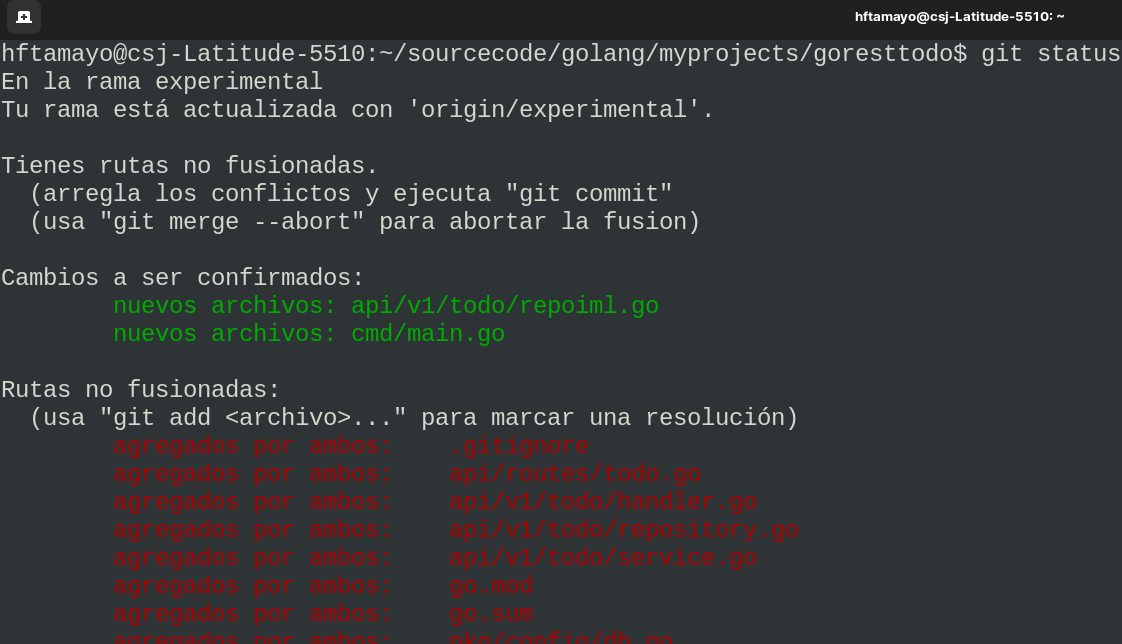 hftamayo@csj-Latitude-5510: ~
hftamayo@csj-Latitude-5510:~/sourcecode/golang/myprojects/goresttodo$ git status
En la rama experimental
Tu rama está actualizada con 'origin/experimental'.
Tienes rutas no fusionadas.
(arregla los conflictos y ejecuta "git commit"
(usa "git merge --abort" para abortar la fusion)
Cambios a ser confirmados:
nuevos archivos: api/v1/todo/repoiml.go
nuevos archivos: cmd/main.go
Rutas no fusionadas:
(usa "git add <archivo>..." para marcar una resolución)
agregados por ambos: .gitignore
agregados por ambos: api/routes/todo.go
agregados por ambos: api/v1/todo/handler.go
agregados por ambos: api/v1/todo/repository.go
agregados por ambos: api/v1/todo/service.go
agregados por ambos: go.mod
agregados por ambos: go.sum
agregados por ambos: pkg/config/db.go